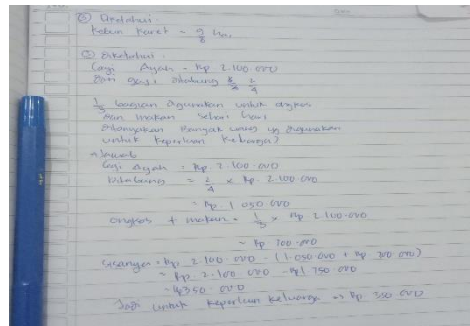 ② Diketahui :
Kebun karet = 9/8 ha.
③ Diketahui
Gaji Ayah = Rp 2.100.000
Dari gaji ditabung 2/4
1/3 bagian digunakan untuk ongkos
dan makan sehari hari
Ditanyakan banyak uang yg digunakan
untuk keperluan keluarga?
Jawab
Gaji Ayah = Rp. 2.100.000
Ditabung = 2/4 x Rp. 2.100.000
= Rp. 1.050.000
ongkos + makan = 1/3 x Rp. 2.100.000
= Rp 700.000
Sisanya = Rp. 2.100.000 - (1.050.000 + Rp 700.000)
= Rp 2.100.000 - Rp 1.750.000
= Rp350.000
Jadi untuk keperluan keluarga = Rp 350.000